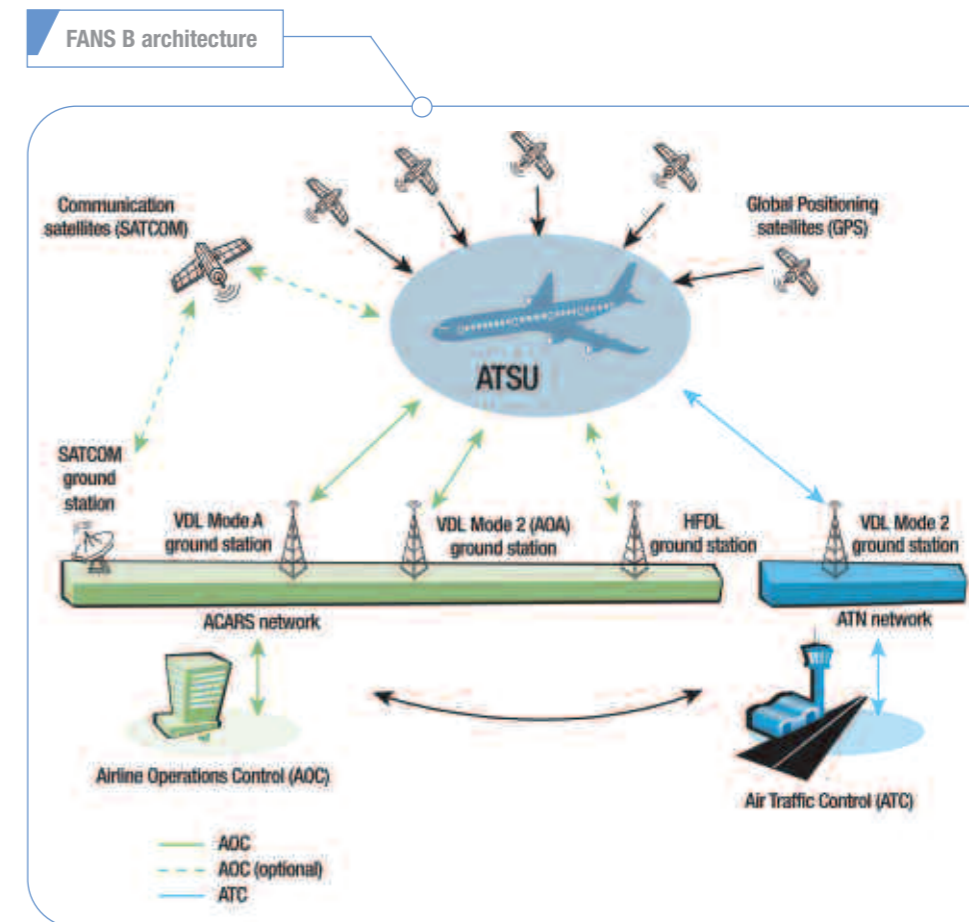 FANS B architecture
Communication
satellites (SATCOM)
Global Positioning
satellites (GPS)
ATSU
SATCOM
ground
station
VDL Mode A
ground station
VDL Mode 2 (AOA)
ground station
HFDL
ground station
VDL Mode 2
ground station
ACARS network
ATN network
Airline Operations Control (AOC)
Air Traffic Control (ATC)
AOC
AOC (optional)
ATC